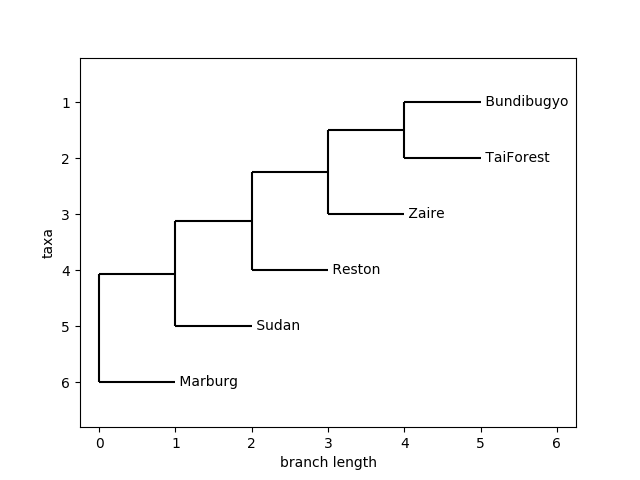 1
Bundibugyo
2
TaiForest
3
Zaire
4
Reston
5
Sudan
6
Marburg
taxa
0 1 2 3 4 5 6
branch length